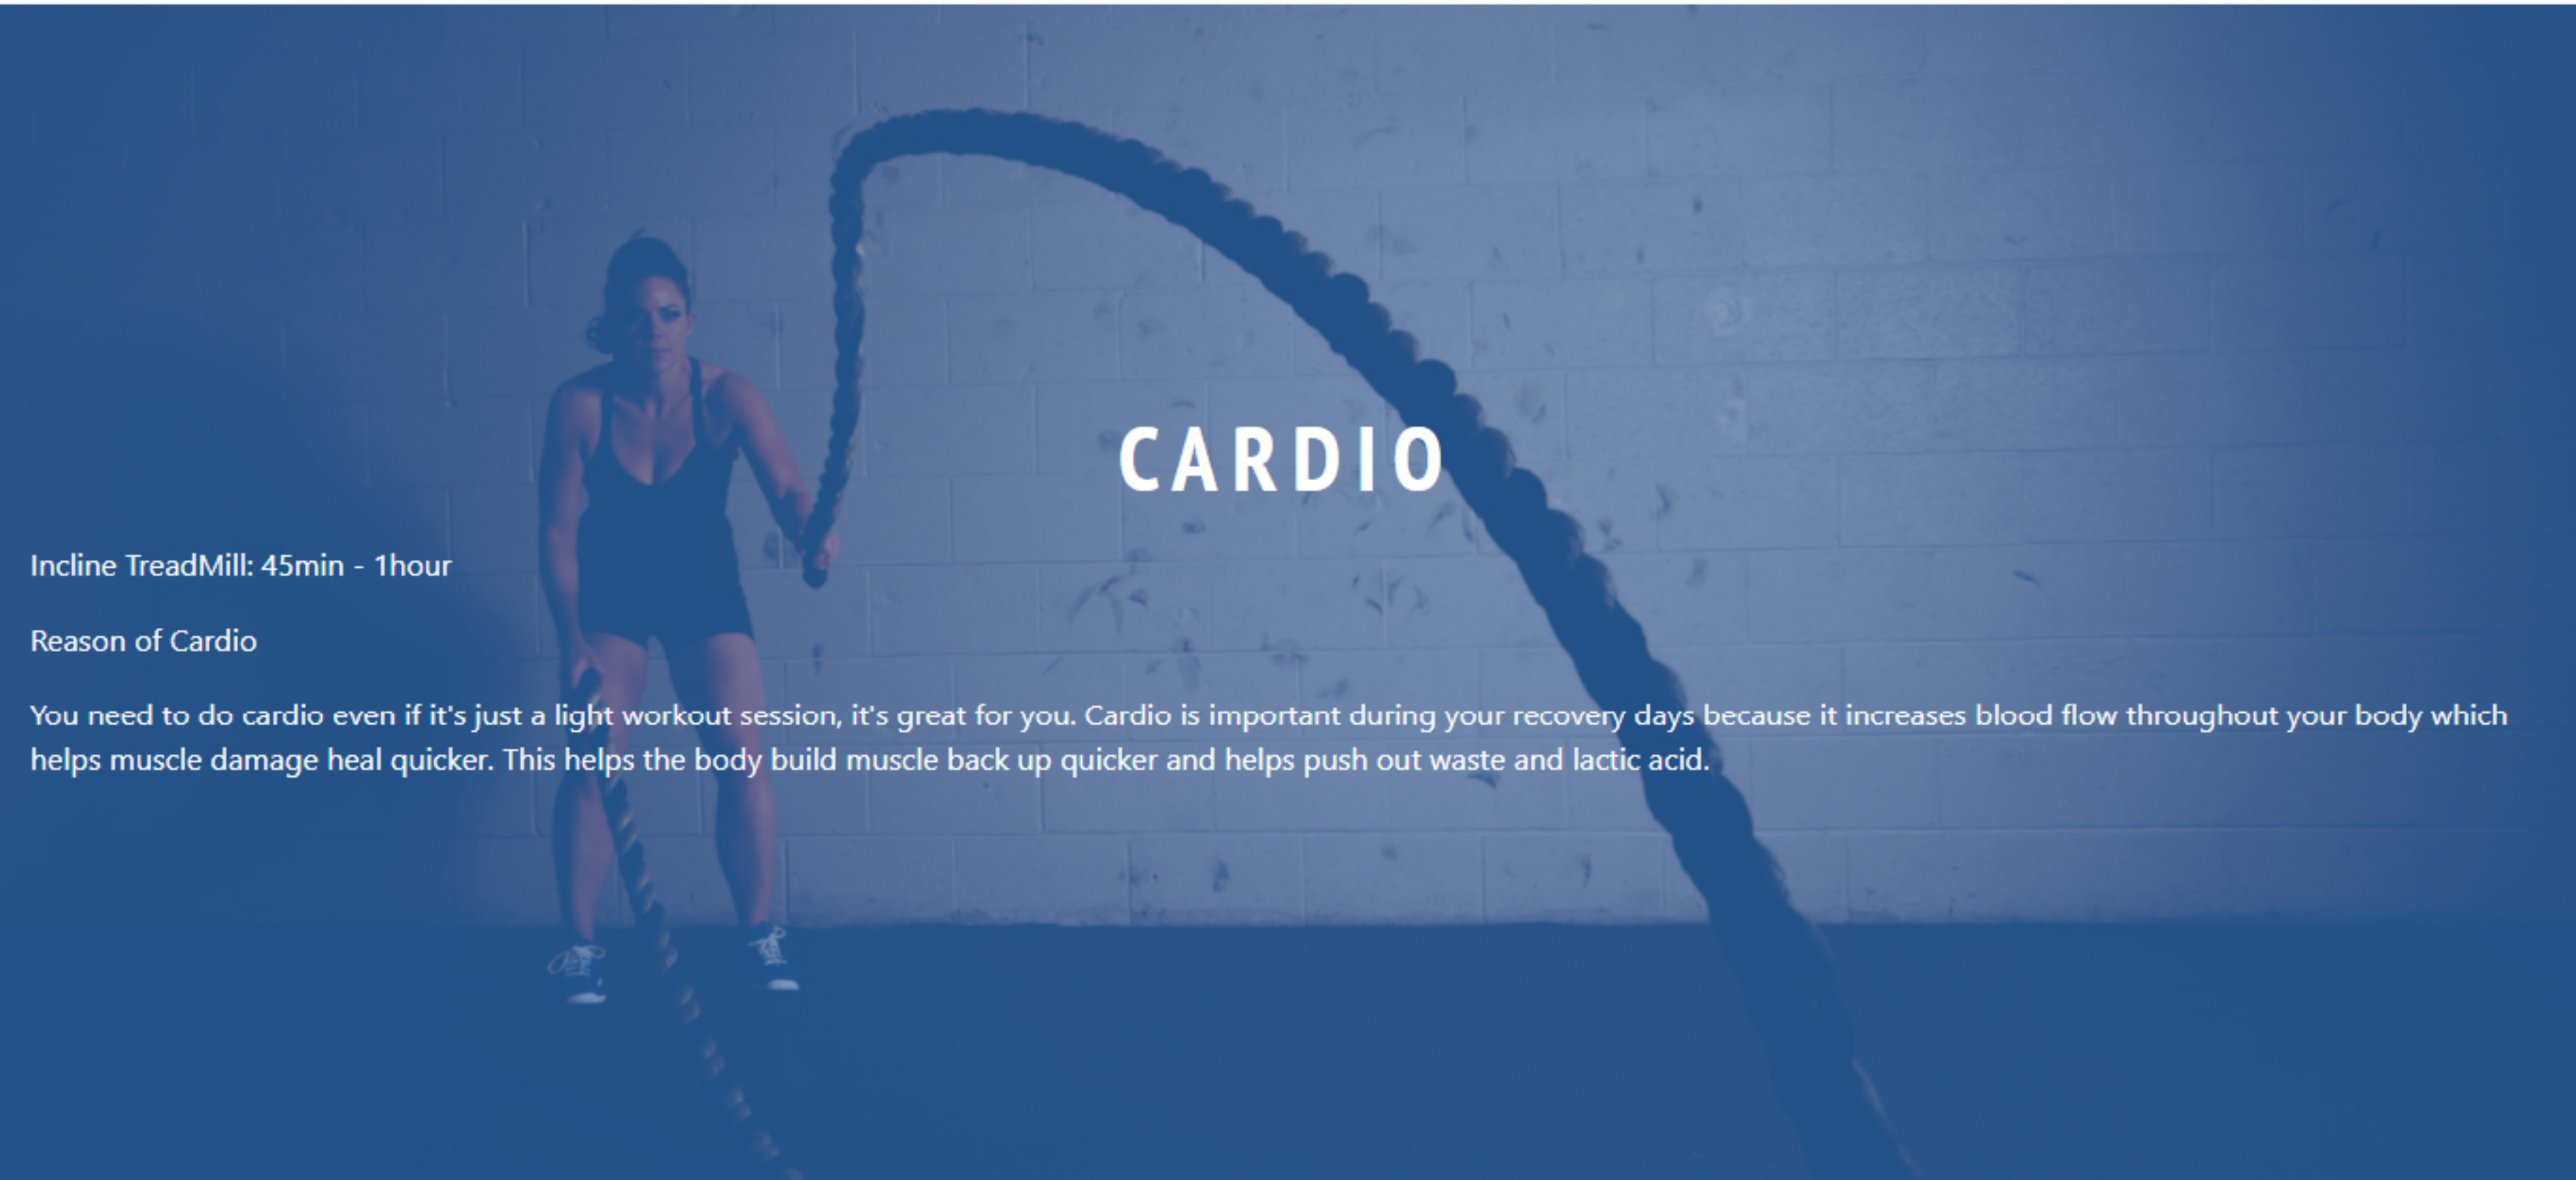 CARDIO
Incline TreadMill: 45min - 1hour
Reason of Cardio
You need to do cardio even if it's just a light workout session, it's great for you. Cardio is important during your recovery days because it increases blood flow throughout your body which
helps muscle damage heal quicker. This helps the body build muscle back up quicker and helps push out waste and lactic acid.